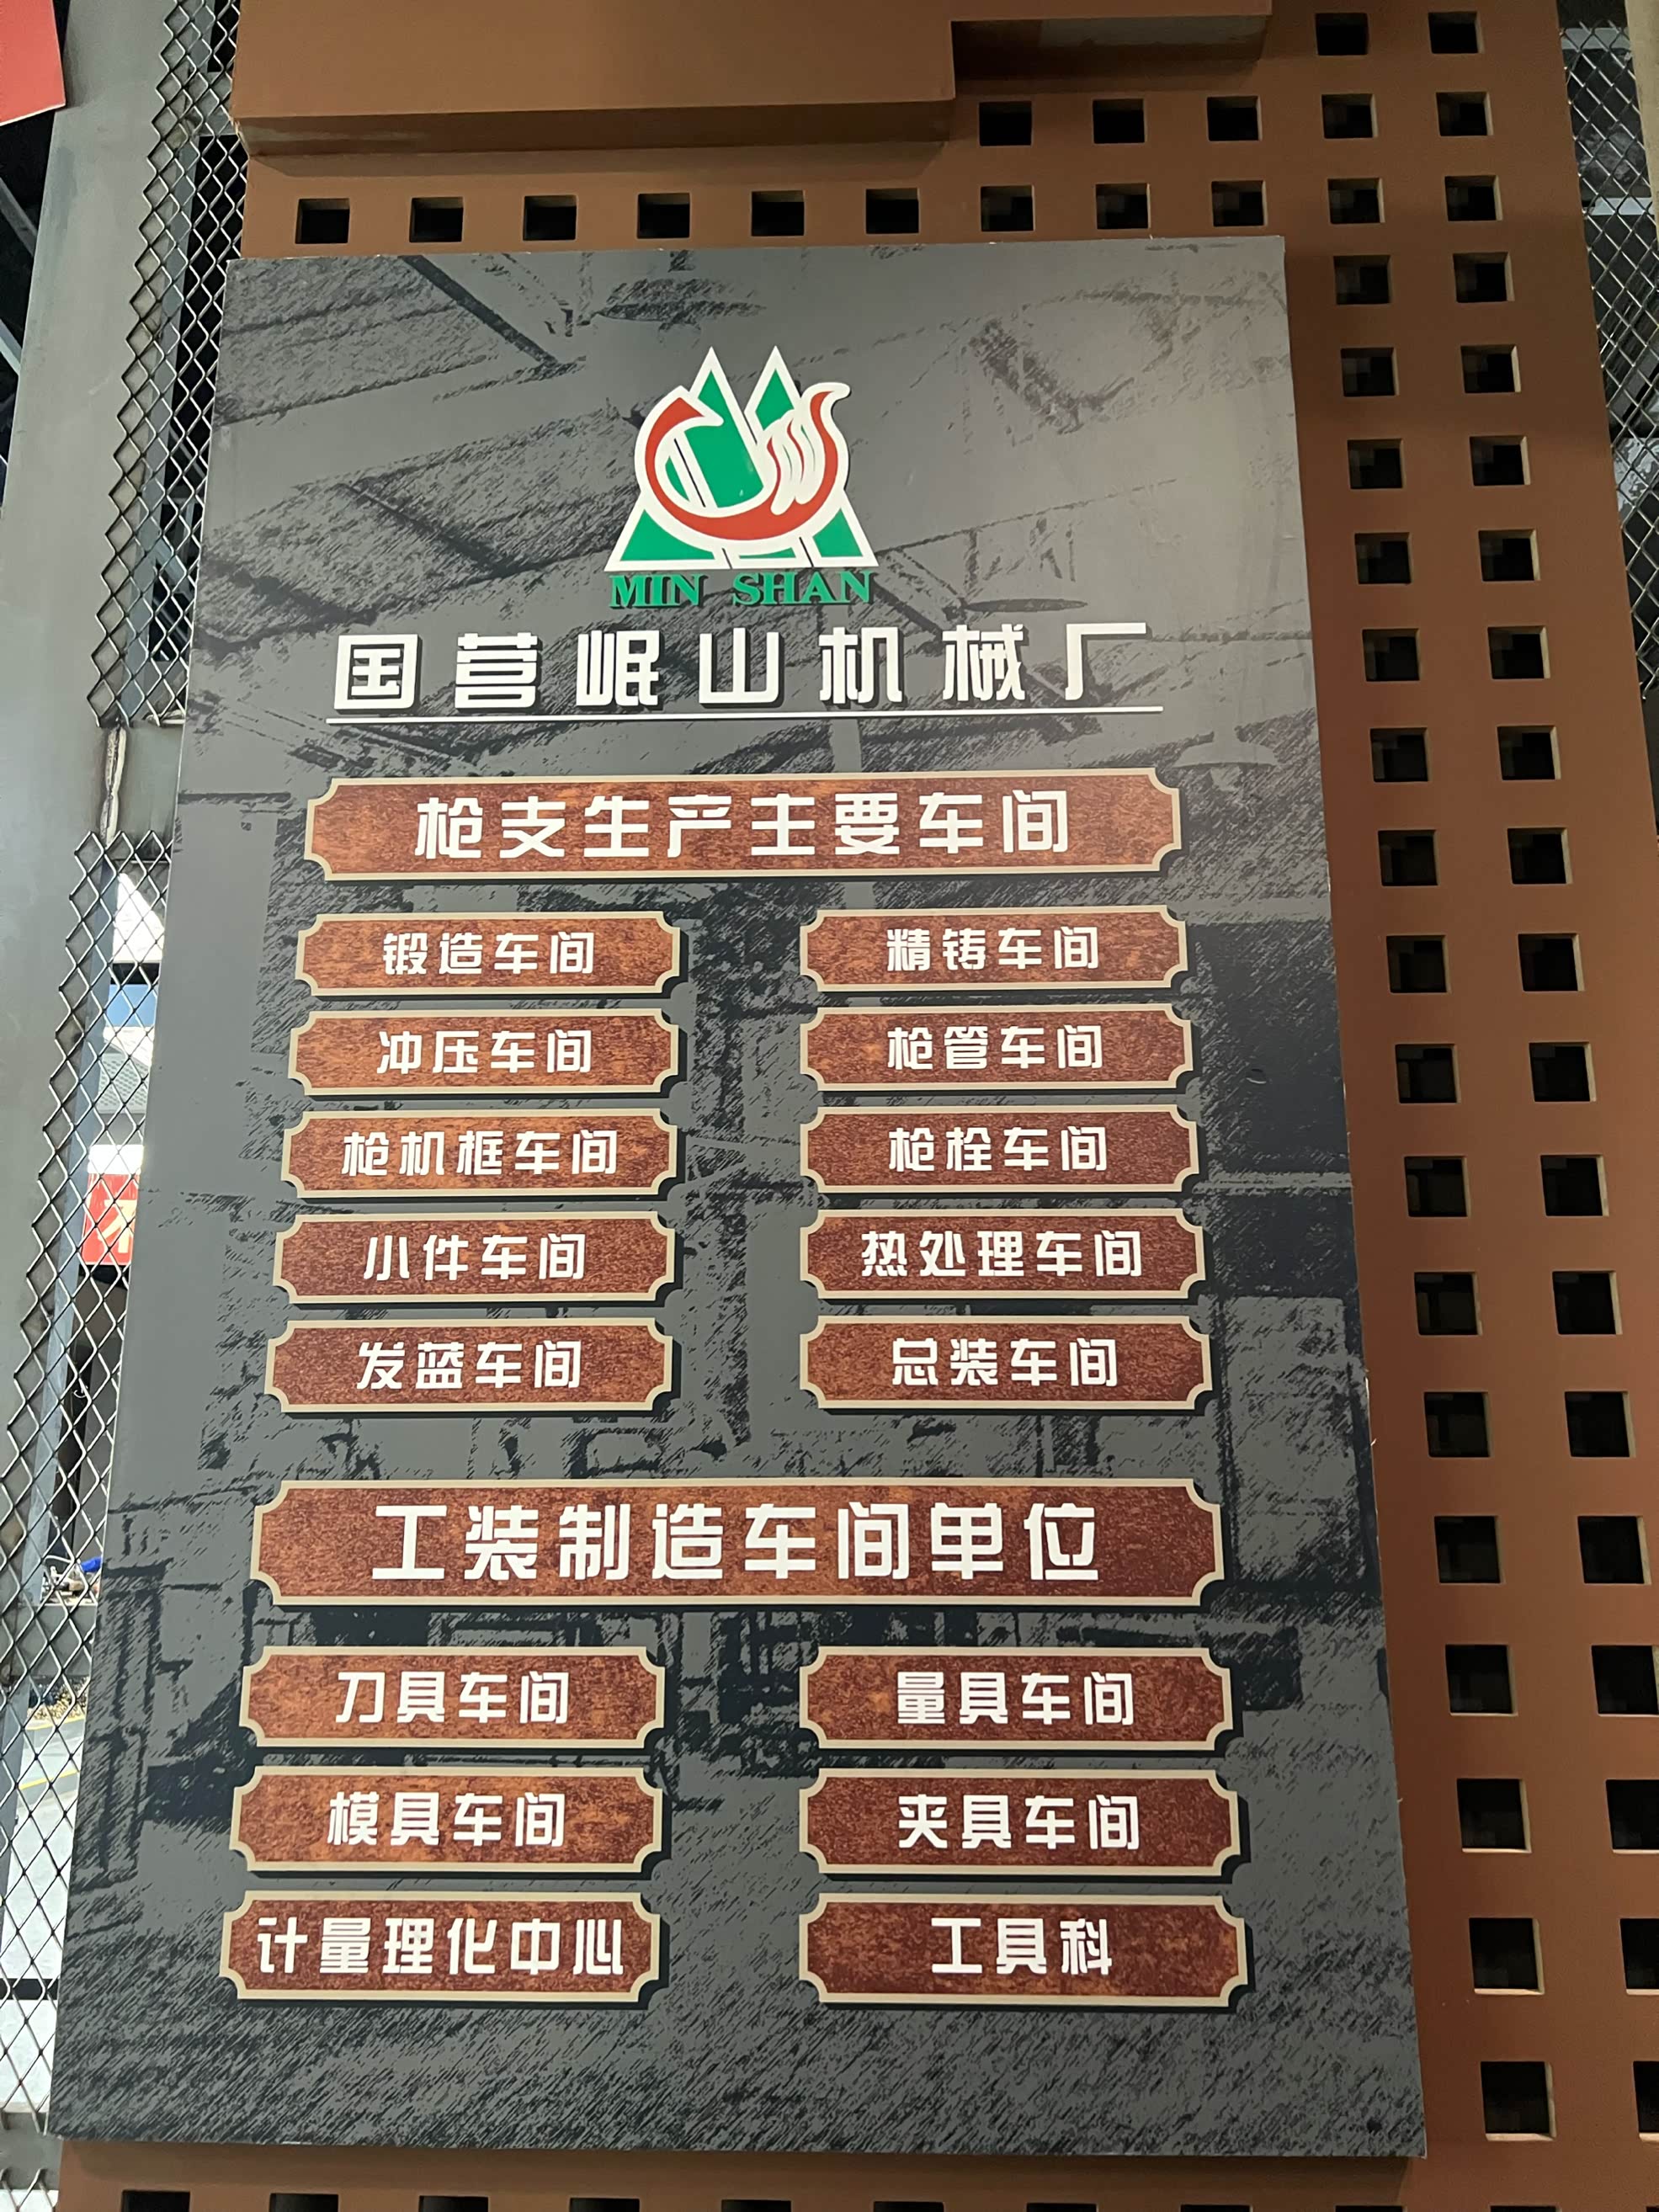 MIN SHAN
国营岷山机械厂
枪支生产主要车间
锻造车间 精铸车间
冲压车间 枪管车间
枪机框车间 枪栓车间
小件车间 热处理车间
发蓝车间 总装车间
工装制造车间单位
刀具车间 量具车间
模具车间 夹具车间
计量理化中心 工具科